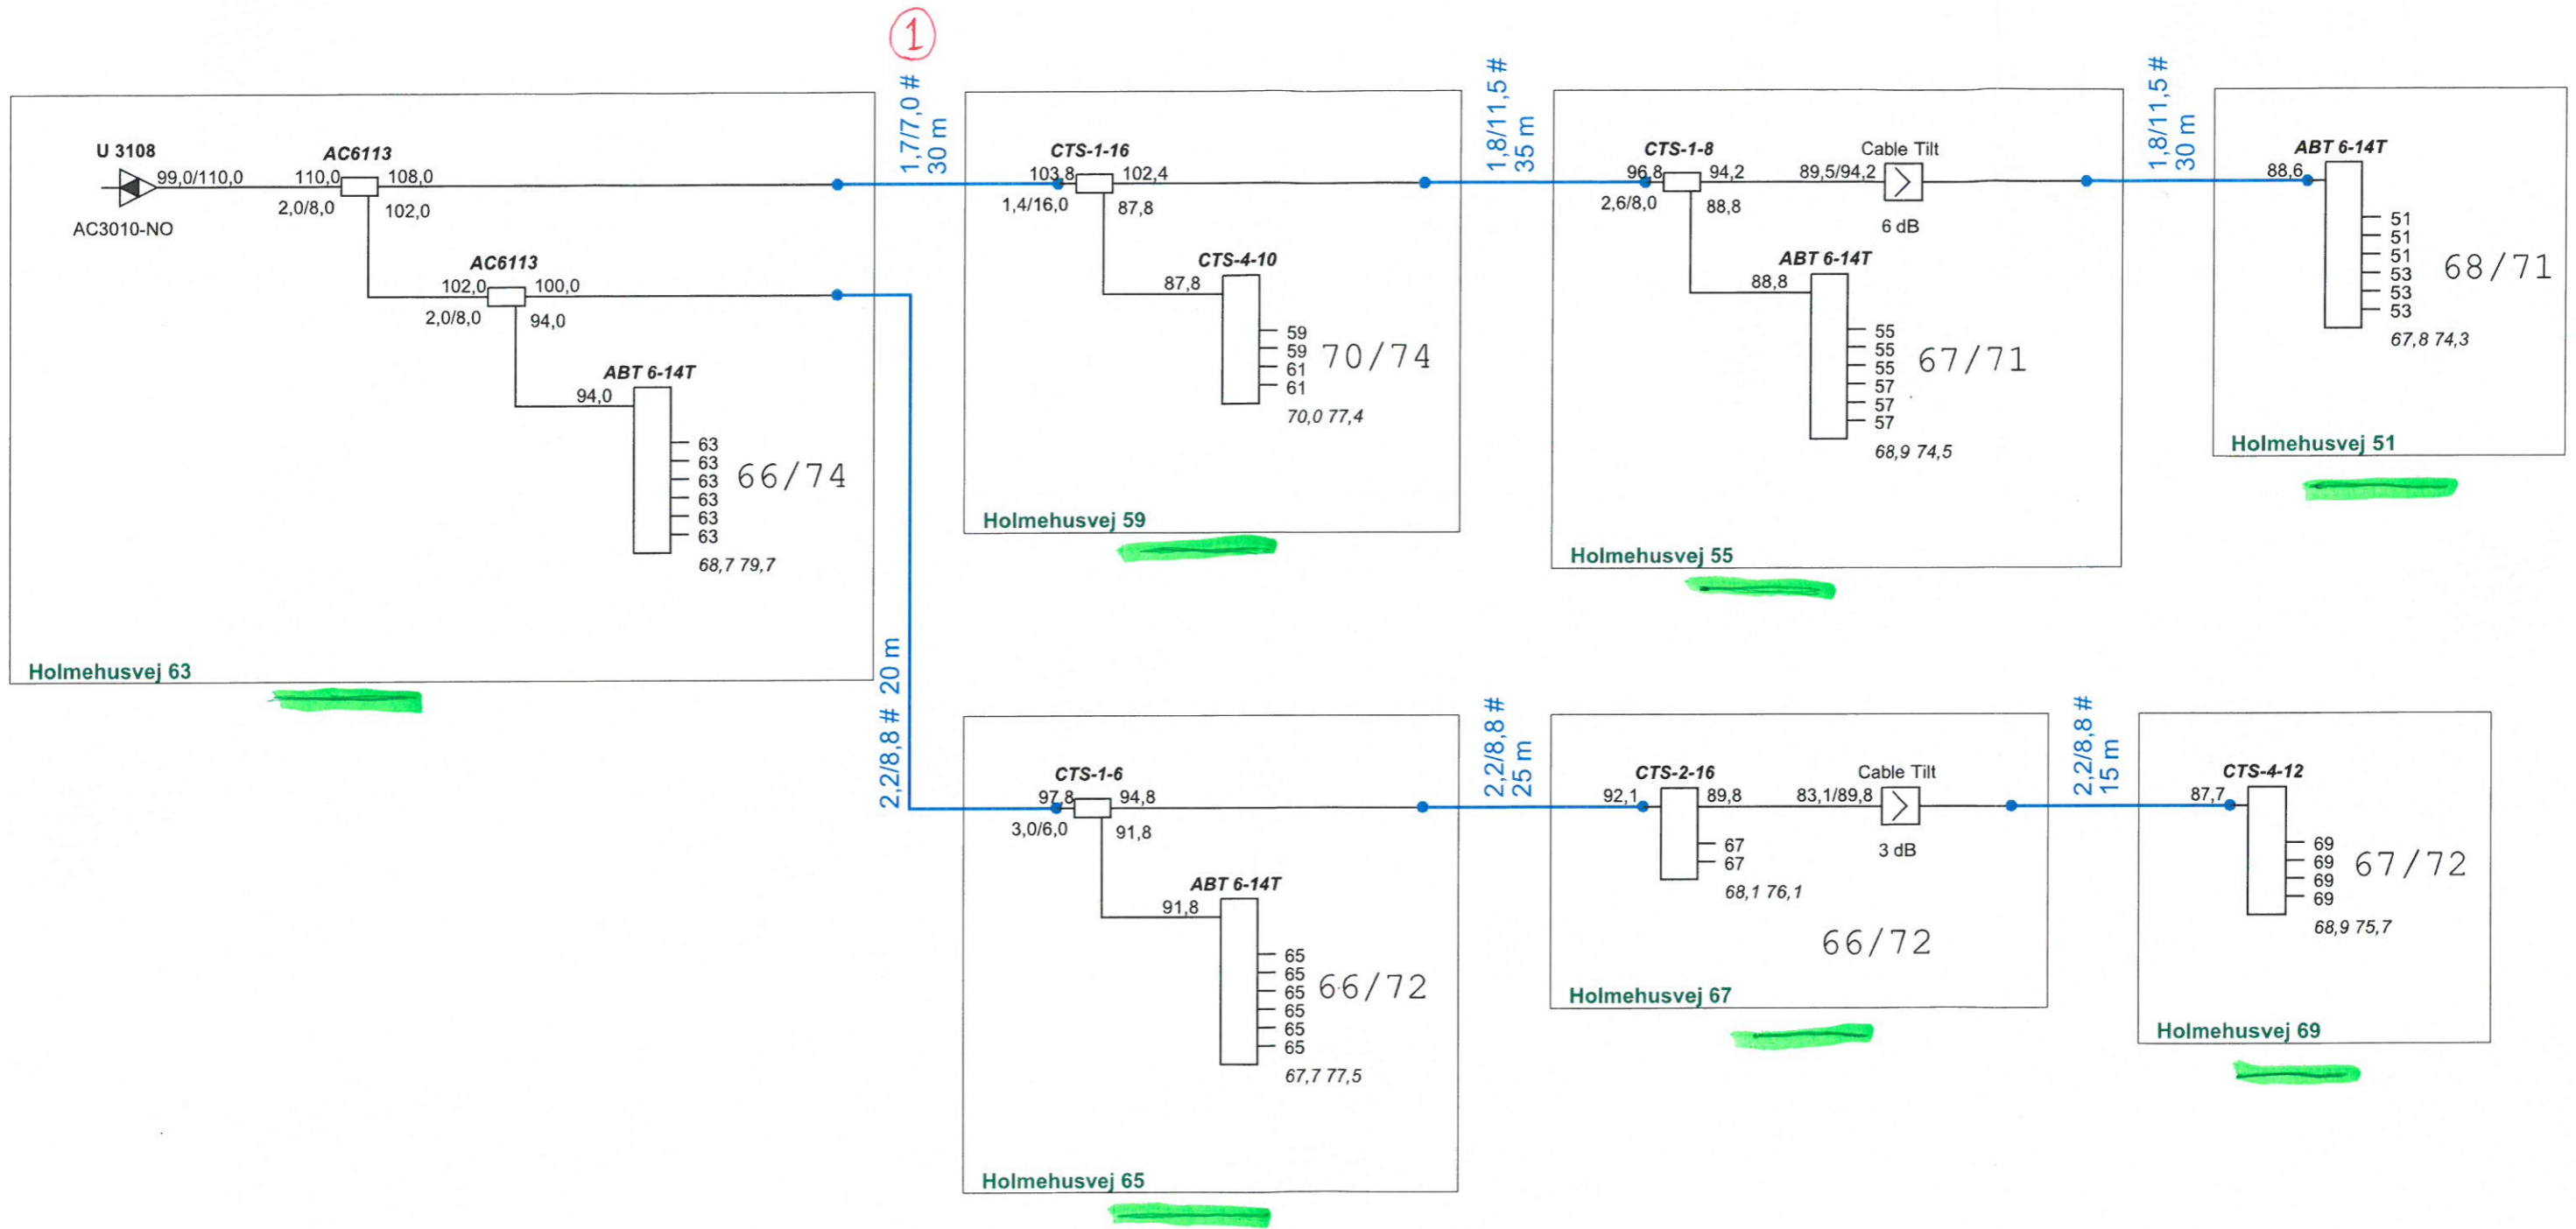 1
1,7/7,0 #
30 m
1,8/11,5 #
35 m
1,8/11,5 #
30 m
U 3108
99,0/110,0
AC3010-NO
AC6113
110,0
108,0
2,0/8,0
102,0
AC6113
102,0
100,0
2,0/8,0
94,0
ABT 6-14T
94,0
63
63
63
63
63
63
66/74
68,7 79,7
Holmehusvej 63
CTS-1-16
103,8
102,4
1,4/16,0
87,8
CTS-4-10
87,8
59
59
61
61
70/74
70,0 77,4
Holmehusvej 59
CTS-1-8
96,8
94,2
2,6/8,0
88,8
89,5/94,2
Cable Tilt
6 dB
ABT 6-14T
88,8
55
55
55
57
57
57
67/71
68,9 74,5
Holmehusvej 55
ABT 6-14T
88,6
51
51
51
53
53
53
68/71
67,8 74,3
Holmehusvej 51
2,2/8,8 # 20 m
2,2/8,8 #
25 m
2,2/8,8 #
15 m
CTS-1-6
97,8
94,8
3,0/6,0
91,8
ABT 6-14T
91,8
65
65
65
65
65
65
66/72
67,7 77,5
Holmehusvej 65
CTS-2-16
92,1
89,8
83,1/89,8
Cable Tilt
3 dB
67
67
68,1 76,1
66/72
Holmehusvej 67
CTS-4-12
87,7
69
69
69
69
67/72
68,9 75,7
Holmehusvej 69